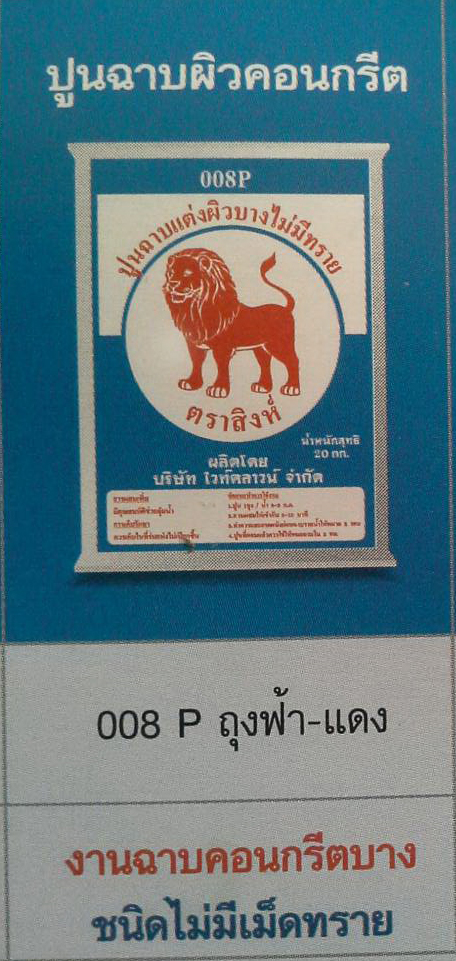 ปูนฉาบผิวคอนกรีต
008P
ปูนฉาบแต่งผิวบางไม่มีทราย
ตราสิงห์
น้ำหนักสุทธิ
20 กก.
ผลิตโดย
บริษัท ไวท์คลาวน์ จำกัด
008 P ถุงฟ้า-แดง
งานฉาบคอนกรีตบาง
ชนิดไม่มีเม็ดทราย